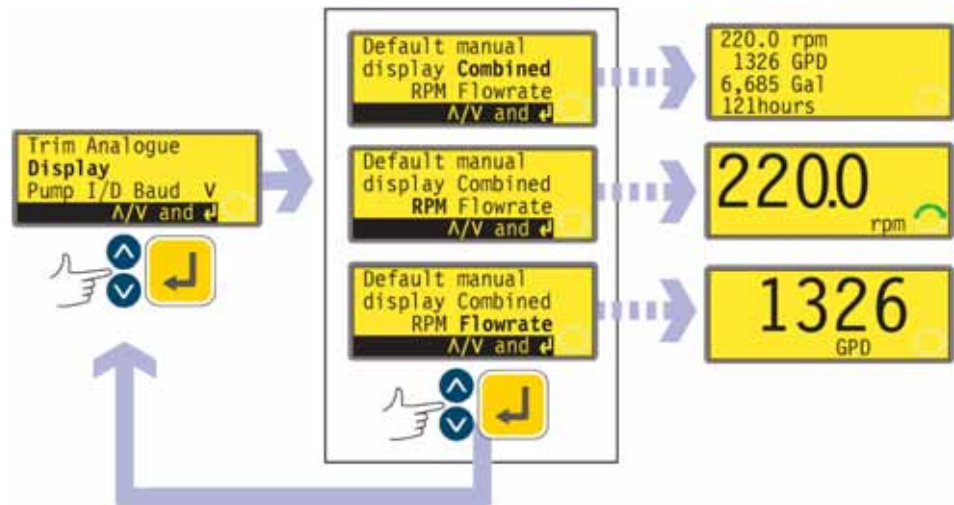 Trim Analogue
Display
Pump I/D Baud V
Λ/V and ↲
Default manual
display Combined
RPM Flowrate
Λ/V and ↲
220.0 rpm
1326 GPD
6,685 Gal
121hours
Default manual
display Combined
RPM Flowrate
Λ/V and ↲
220.0
rpm
Default manual
display Combined
RPM Flowrate
Λ/V and ↲
1326
GPD